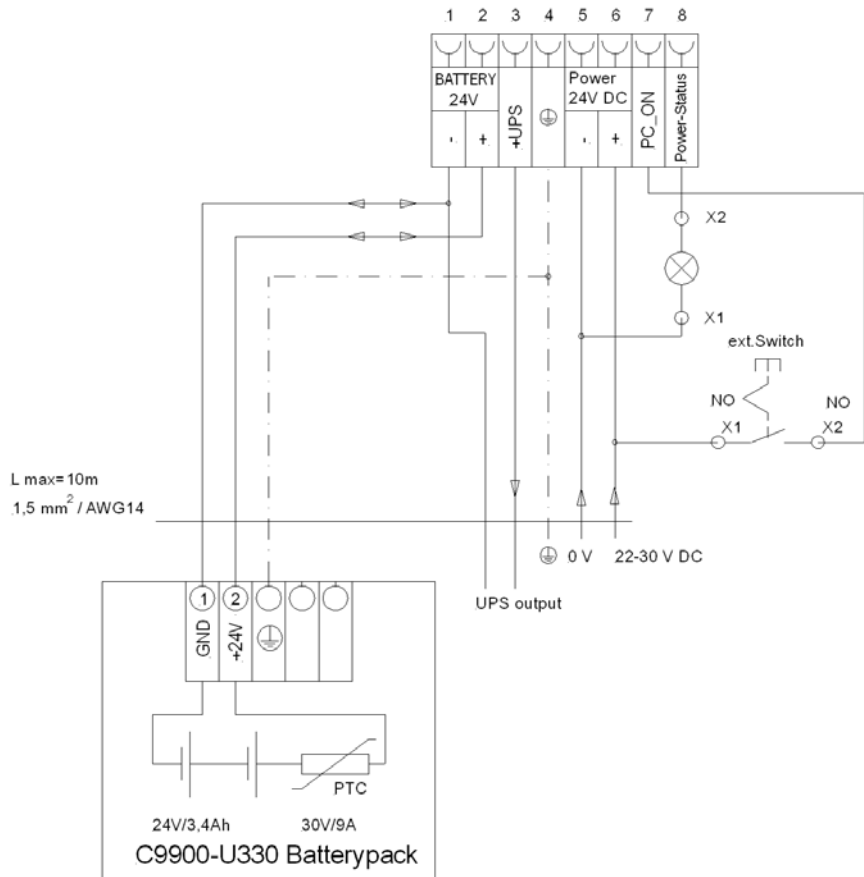 1 2 3 4 5 6 7 8
BATTERY
24V
- +
+UPS
Power
24V DC
- +
PC_ON
Power-Status
X2
X1
ext.Switch
NO NO
X1 X2
L max=10m
1,5 mm² / AWG14
0 V 22-30 V DC
UPS output
1 2
GND
+24V
PTC
24V/3,4Ah 30V/9A
C9900-U330 Batterypack